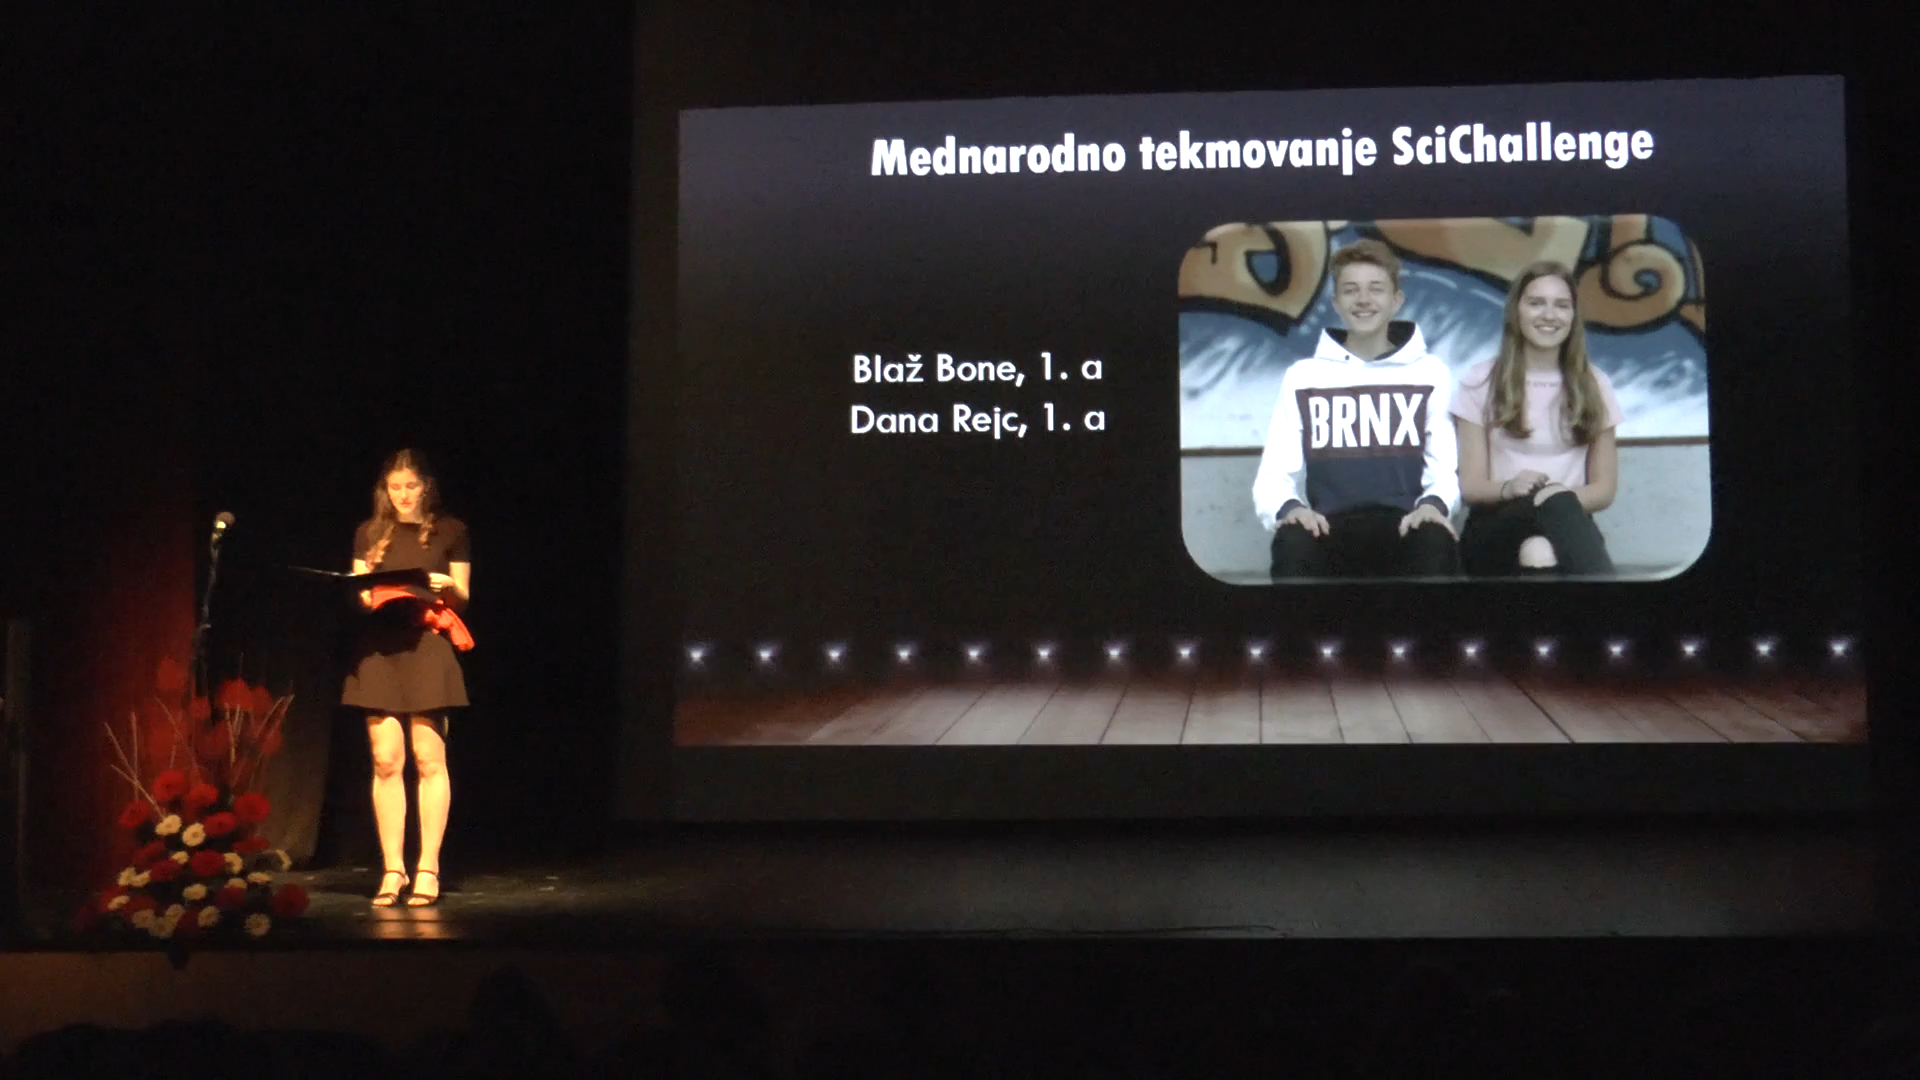 Mednarodno tekmovanje SciChallenge
Blaž Bone, 1. a
Dana Rejc, 1. a
BRNX